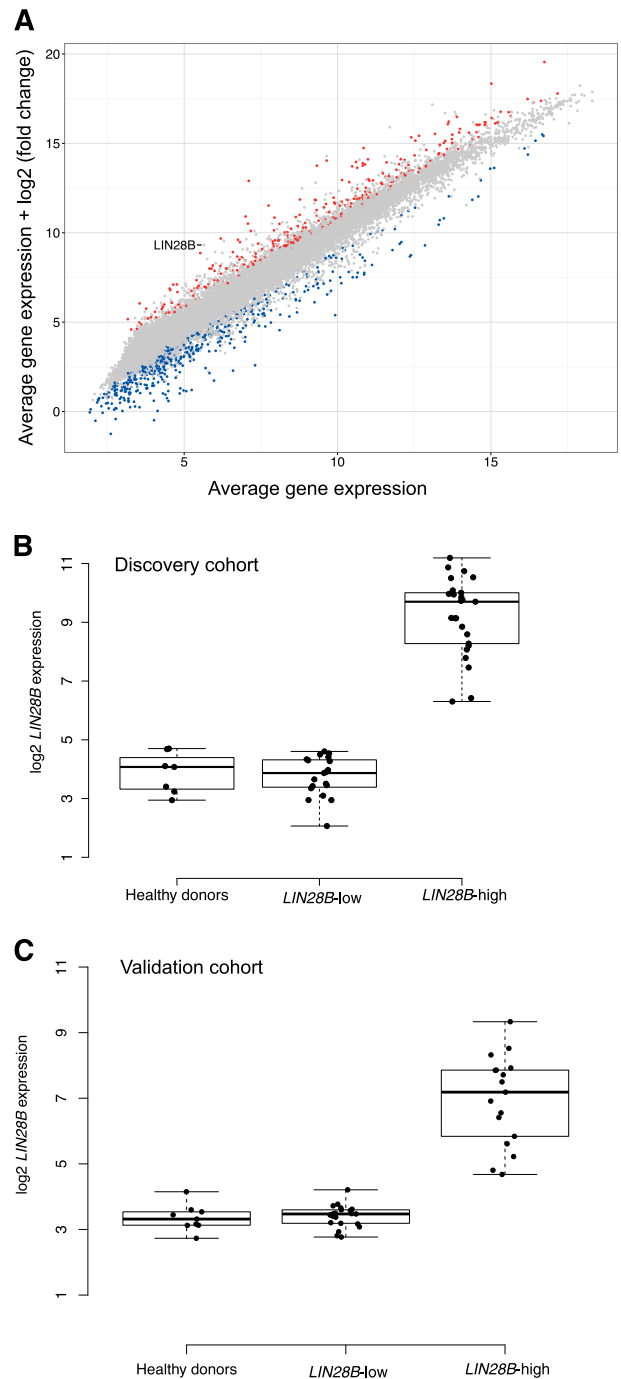 A
Average gene expression + log2 (fold change)
20
15
10
5
0
LIN28B
5
10
15
Average gene expression
B
Discovery cohort
log2 LIN28B expression
11
9
7
5
3
1
Healthy donors
LIN28B-low
LIN28B-high
C
Validation cohort
log2 LIN28B expression
11
9
7
5
3
1
Healthy donors
LIN28B-low
LIN28B-high